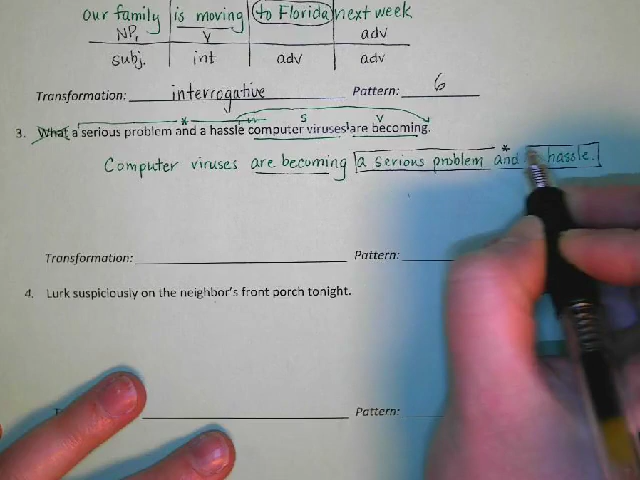 our family is moving to Florida next week
NP₁ V adv
subj. int adv adv
Transformation: interrogative Pattern: 6
* S V
3. What a serious problem and a hassle computer viruses are becoming.
*
Computer viruses are becoming a serious problem and hassle.
Transformation: Pattern:
4. Lurk suspiciously on the neighbor's front porch tonight.
Pattern: